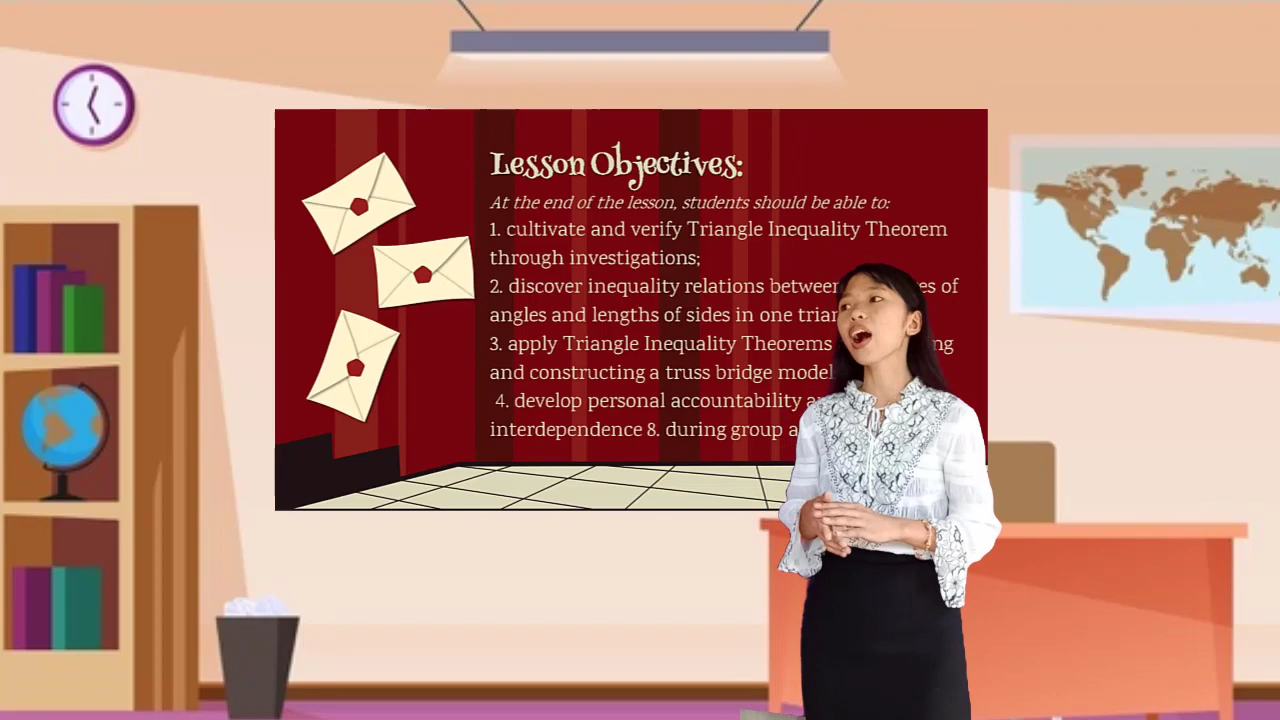 Lesson Objectives:
At the end of the lesson, students should be able to:
1. cultivate and verify Triangle Inequality Theorem
through investigations;
2. discover inequality relations between of
angles and lengths of sides in one
3. apply Triangle Inequality Theorems
and constructing a truss bridge model
4. develop personal accountability
interdependence 8. during group